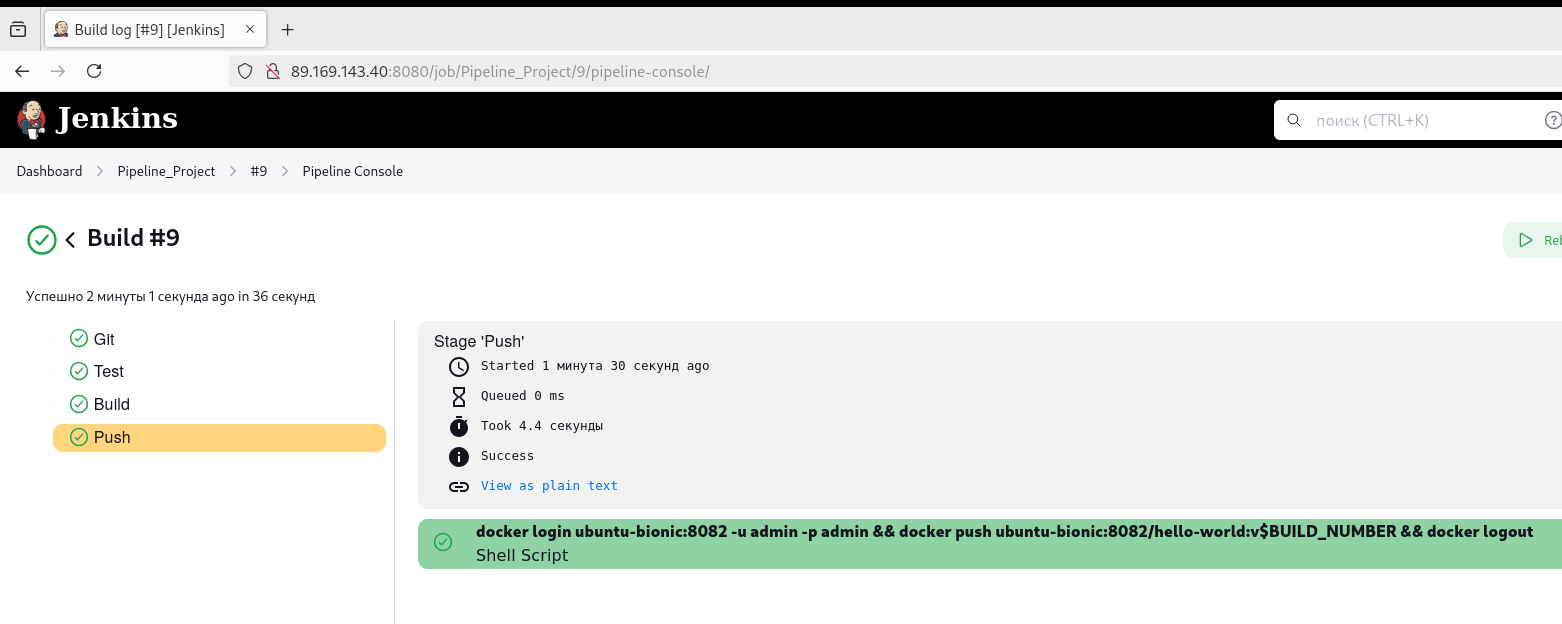 Build log [#9] [Jenkins]
89.169.143.40:8080/job/Pipeline_Project/9/pipeline-console/
Jenkins
поиск (CTRL+K)
Dashboard Pipeline_Project #9 Pipeline Console
Build #9
Успешно 2 минуты 1 секунда ago in 36 секунд
Git
Test
Build
Push
Stage 'Push'
Started 1 минута 30 секунд ago
Queued 0 ms
Took 4.4 секунды
Success
View as plain text
docker login ubuntu-bionic:8082 -u admin -p admin && docker push ubuntu-bionic:8082/hello-world:v$BUILD_NUMBER && docker logout
Shell Script